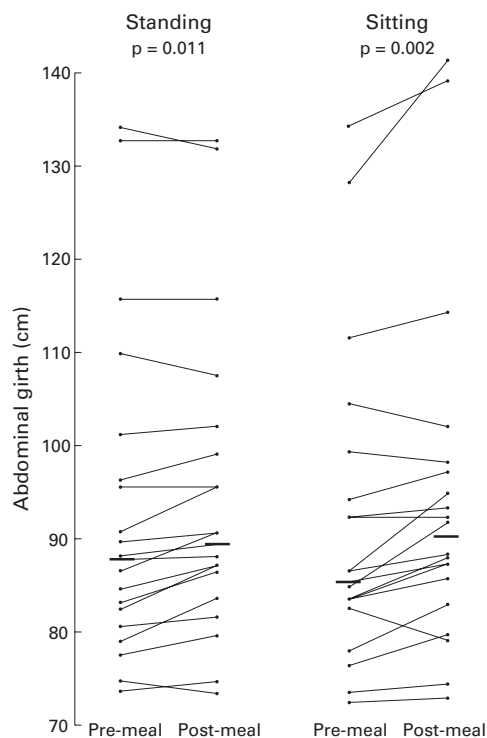 Standing
p = 0.011
Sitting
p = 0.002
Abdominal girth (cm)
140
130
120
110
100
90
80
70
Pre-meal
Post-meal
Pre-meal
Post-meal